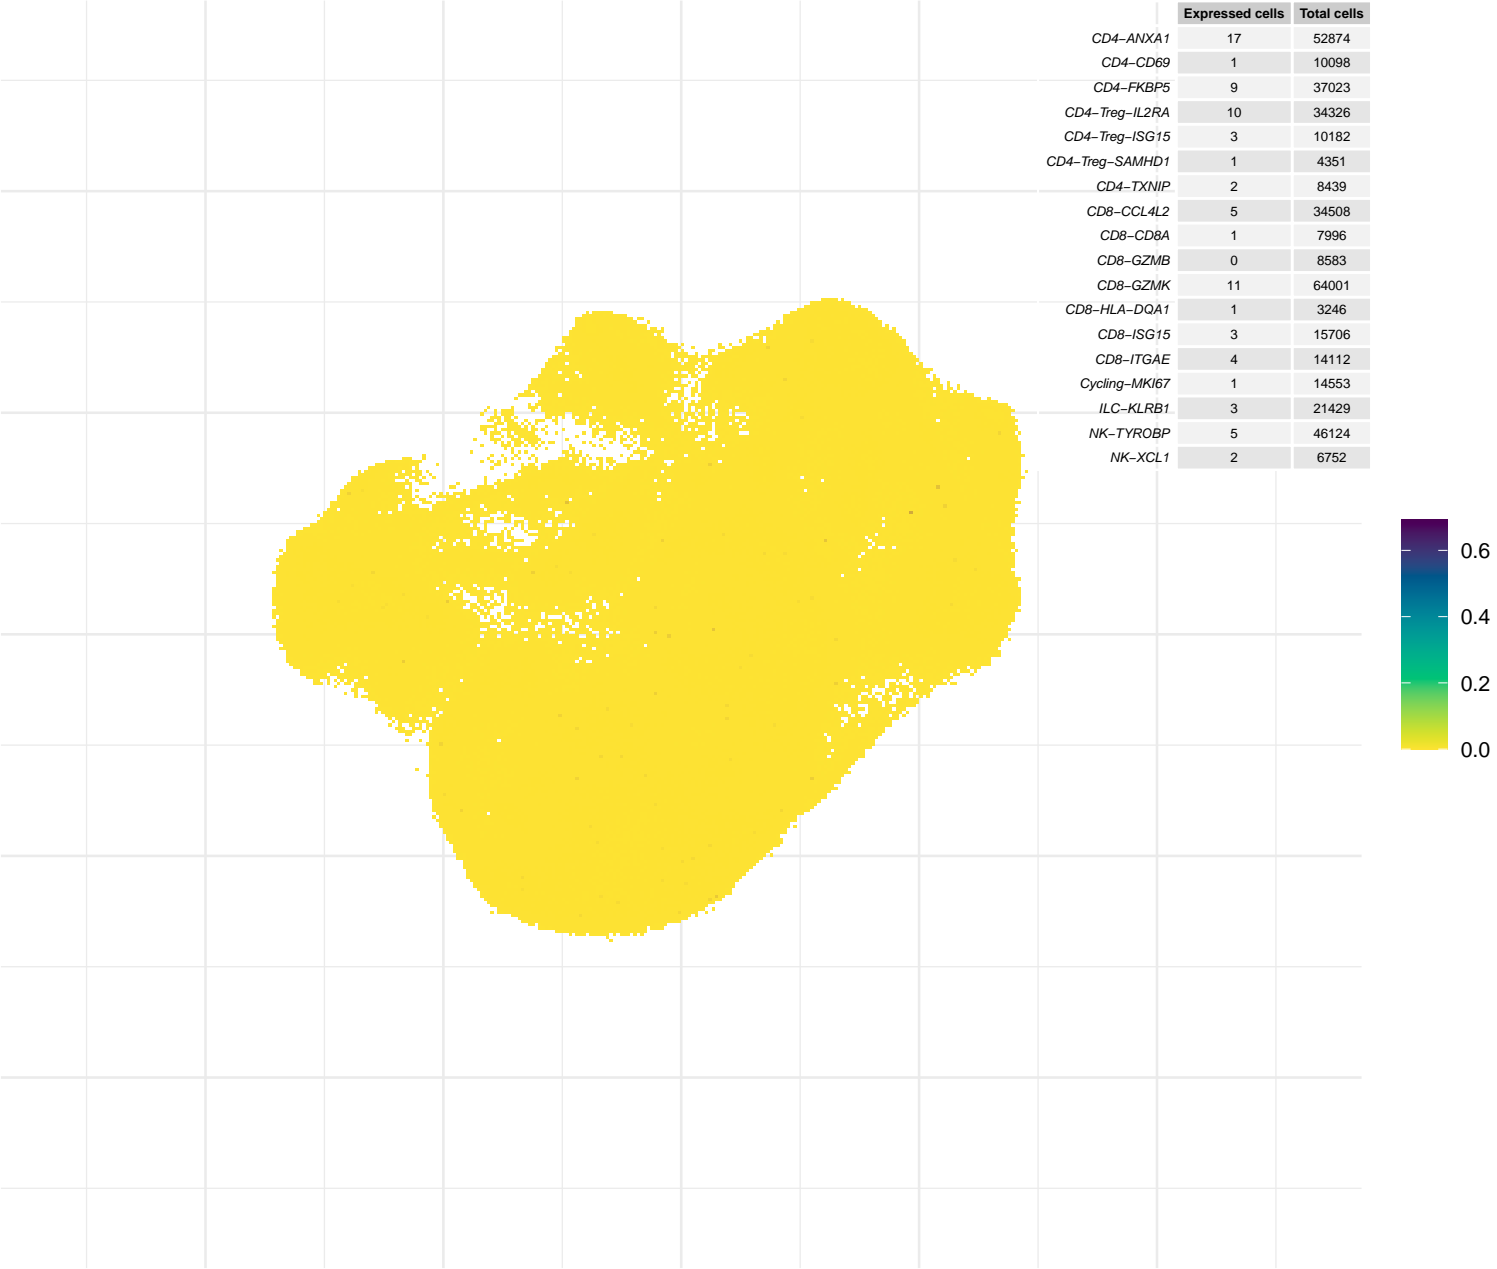 Expressed cells Total cells
CD4−ANXA1 17 52874
CD4−CD69 1 10098
CD4−FKBP5 9 37023
CD4−Treg−IL2RA 10 34326
CD4−Treg−ISG15 3 10182
CD4−Treg−SAMHD1 1 4351
CD4−TXNIP 2 8439
CD8−CCL4L2 5 34508
CD8−CD8A 1 7996
CD8−GZMB 0 8583
CD8−GZMK 11 64001
CD8−HLA−DQA1 1 3246
CD8−ISG15 3 15706
CD8−ITGAE 4 14112
Cycling−MKI67 1 14553
ILC−KLRB1 3 21429
NK−TYROBP 5 46124
NK−XCL1 2 6752
0.6
0.4
0.2
0.0